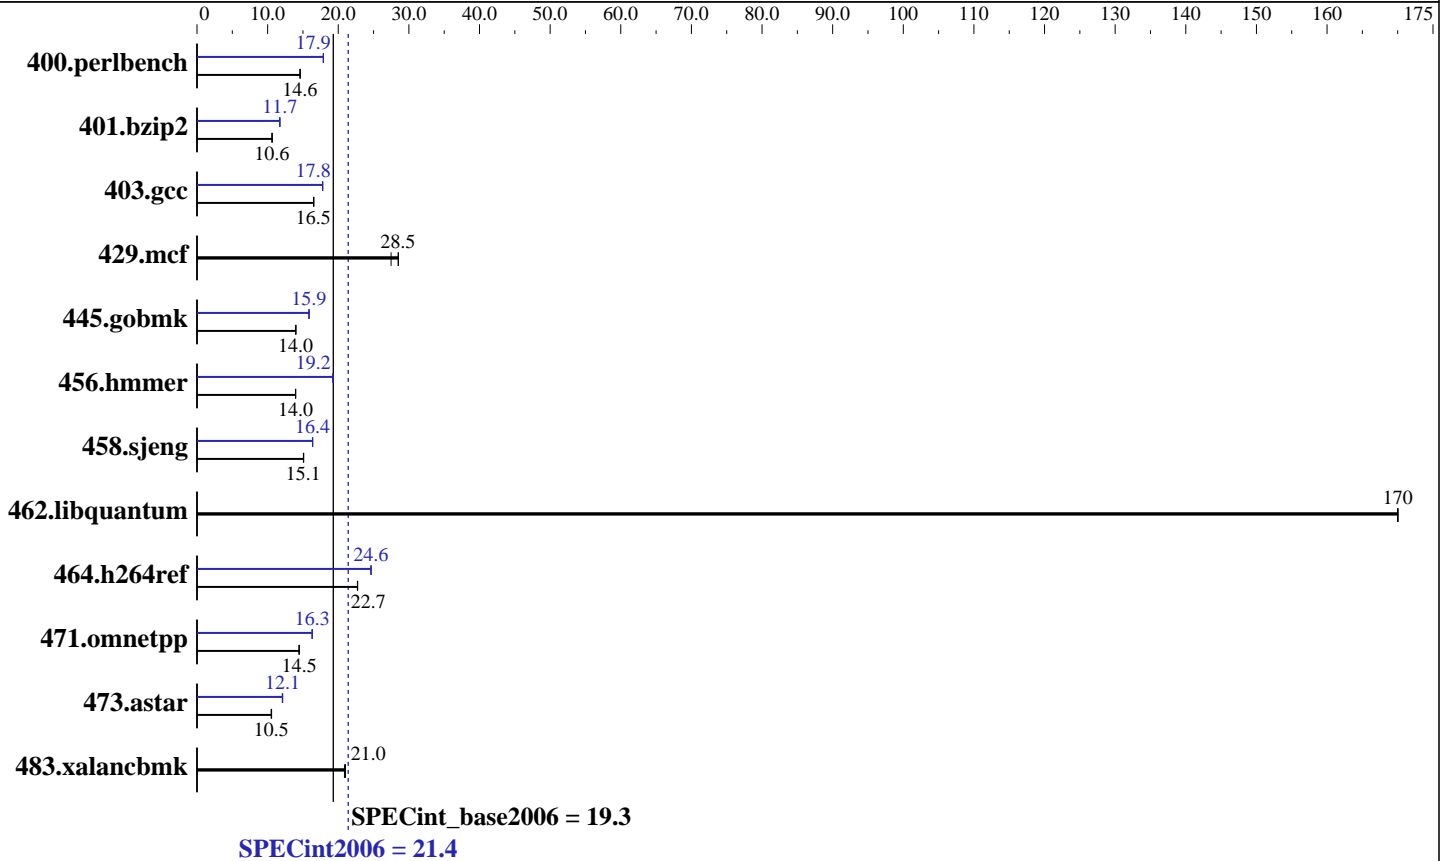 0 10.0 20.0 30.0 40.0 50.0 60.0 70.0 80.0 90.0 100 110 120 130 140 150 160 175
17.9
400.perlbench
14.6
11.7
401.bzip2
10.6
17.8
403.gcc
16.5
28.5
429.mcf
15.9
445.gobmk
14.0
19.2
456.hmmer
14.0
16.4
458.sjeng
15.1
170
462.libquantum
24.6
464.h264ref
22.7
16.3
471.omnetpp
14.5
12.1
473.astar
10.5
21.0
483.xalancbmk
SPECint_base2006 = 19.3
SPECint2006 = 21.4